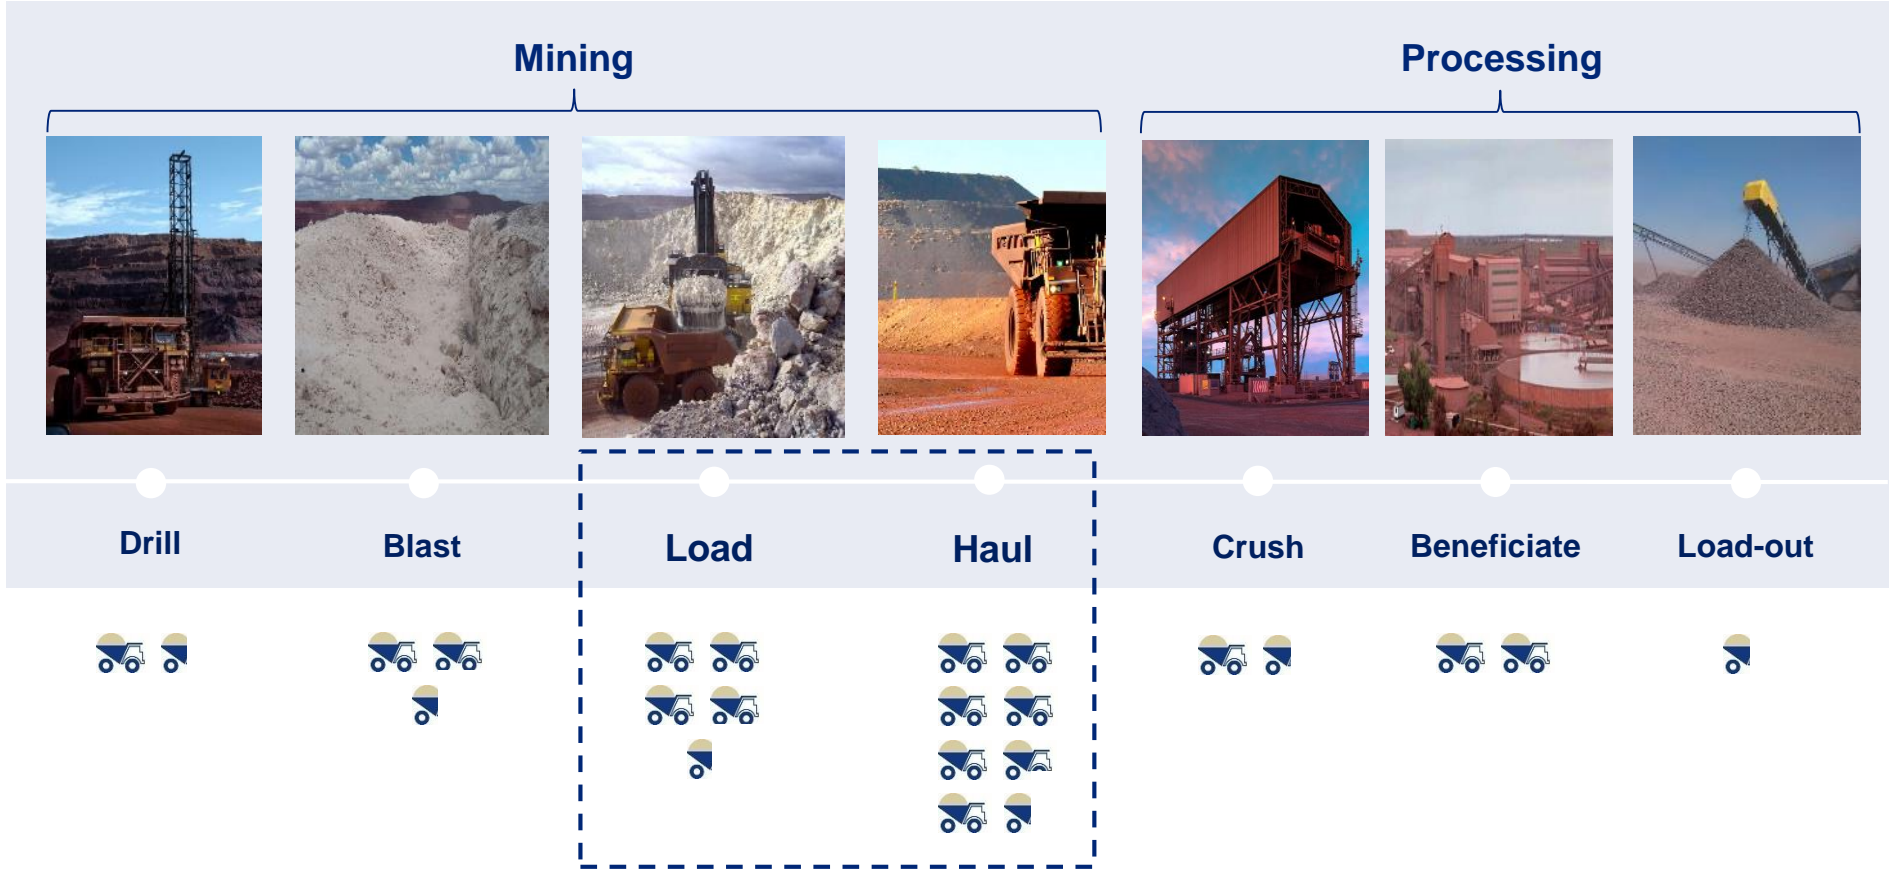 Mining
Processing
Drill
Blast
Load
Haul
Crush
Beneficiate
Load-out